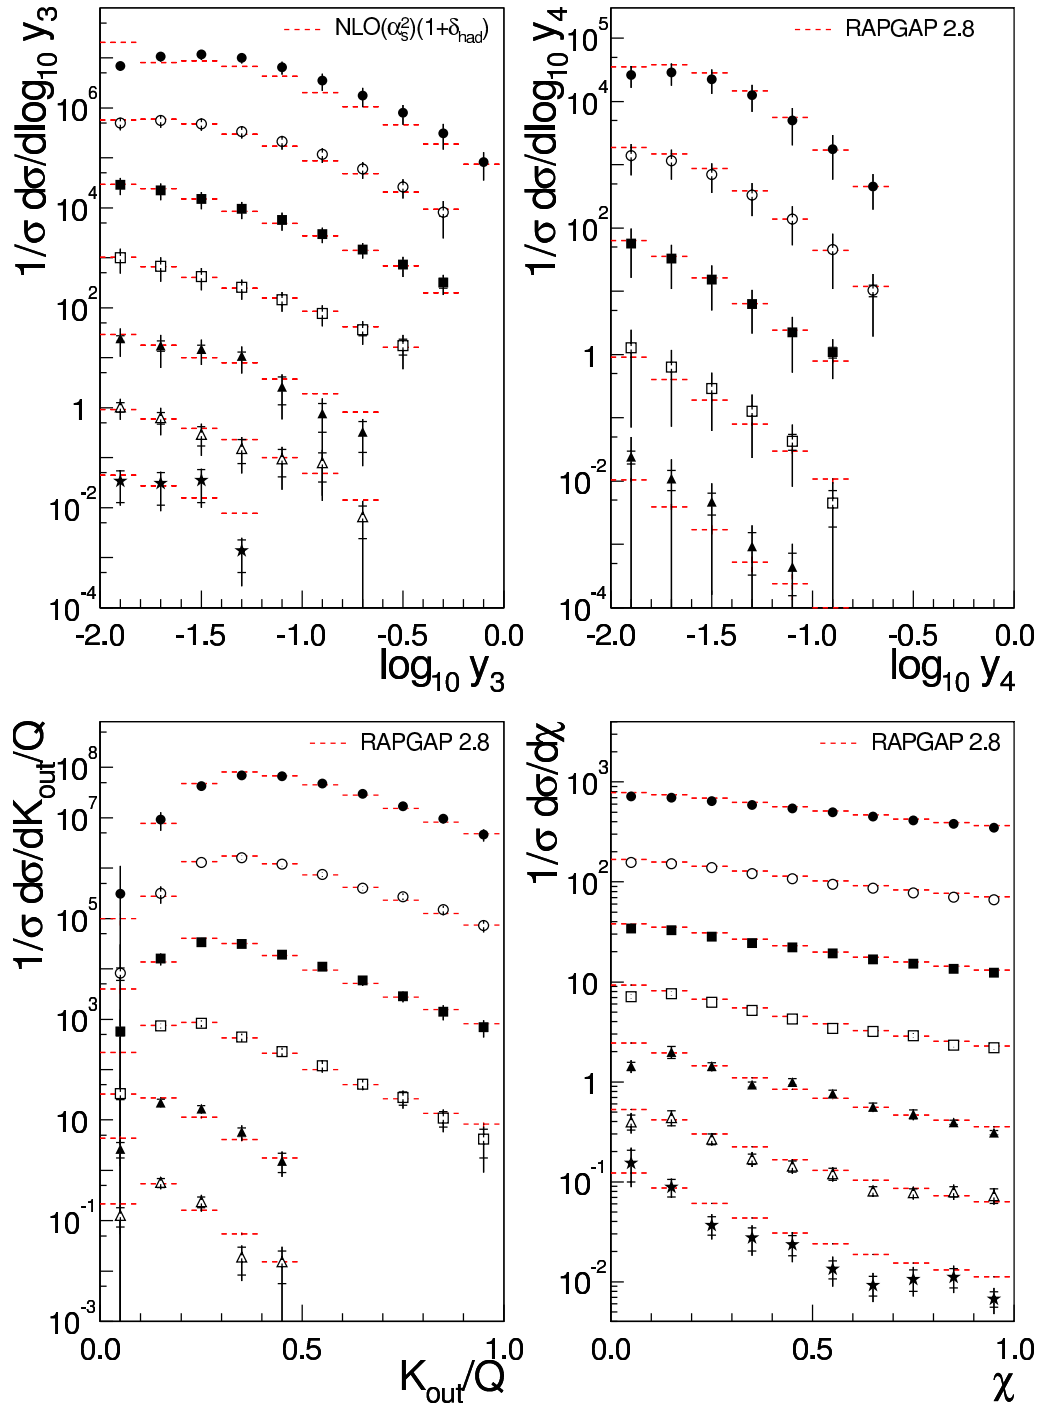 1/σ dσ/dlog10 y3
NLO(αs²)(1+δhad)
10^6
10^4
10^2
1
10^-2
10^-4
-2.0 -1.5 -1.0 -0.5 0.0
log10 y3
1/σ dσ/dlog10 y4
RAPGAP 2.8
10^5
10^4
10^2
1
10^-2
10^-4
-2.0 -1.5 -1.0 -0.5 0.0
log10 y4
1/σ dσ/dKout/Q
RAPGAP 2.8
10^8
10^7
10^5
10^3
10
10^-1
10^-3
0.0 0.5 1.0
Kout/Q
1/σ dσ/dχ
RAPGAP 2.8
10^3
10^2
10
1
10^-1
10^-2
0.0 0.5 1.0
χ